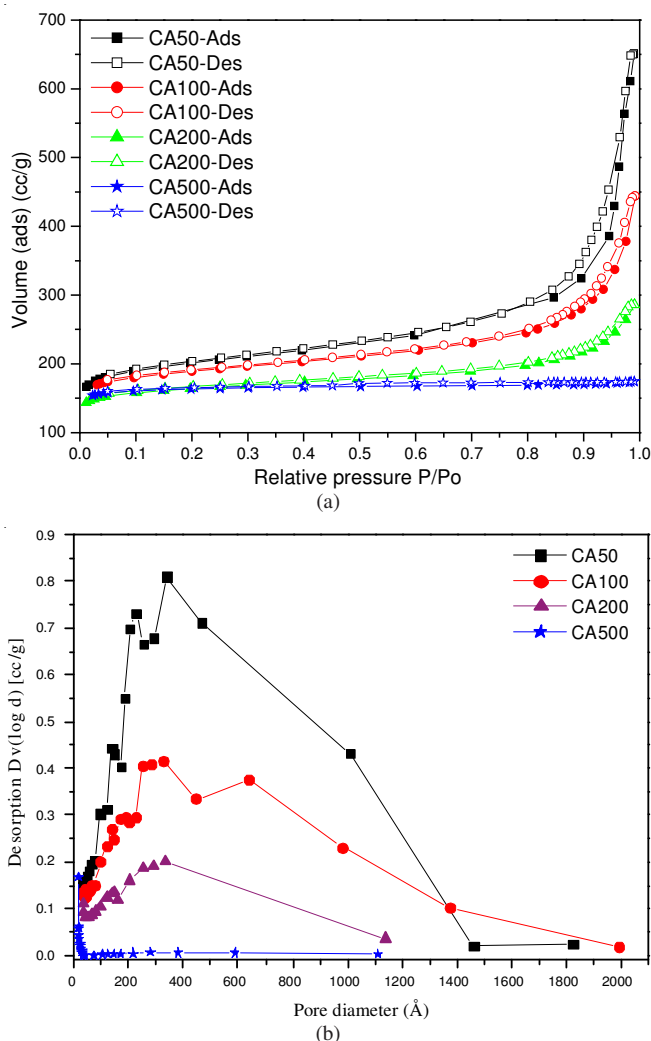 700
600
500
400
300
200
100
Volume (ads) (cc/g)
CA50-Ads
CA50-Des
CA100-Ads
CA100-Des
CA200-Ads
CA200-Des
CA500-Ads
CA500-Des
0.0 0.1 0.2 0.3 0.4 0.5 0.6 0.7 0.8 0.9 1.0
Relative pressure P/Po
(a)
0.9
0.8
0.7
0.6
0.5
0.4
0.3
0.2
0.1
0.0
Desorption Dv(log d) [cc/g]
CA50
CA100
CA200
CA500
0 200 400 600 800 1000 1200 1400 1600 1800 2000
Pore diameter (Å)
(b)